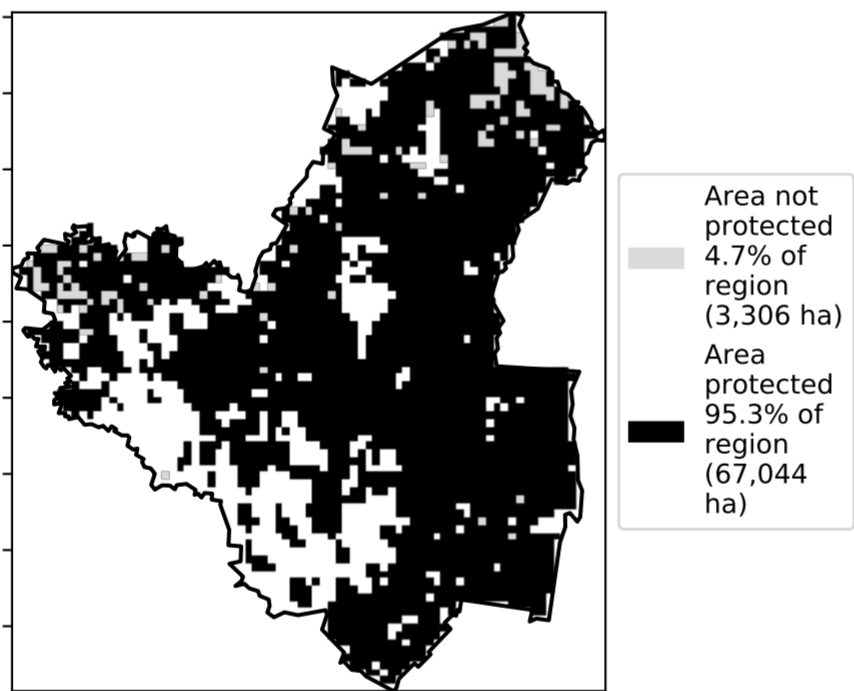 Area not
protected
4.7% of
region
(3,306 ha)
Area
protected
95.3% of
region
(67,044
ha)